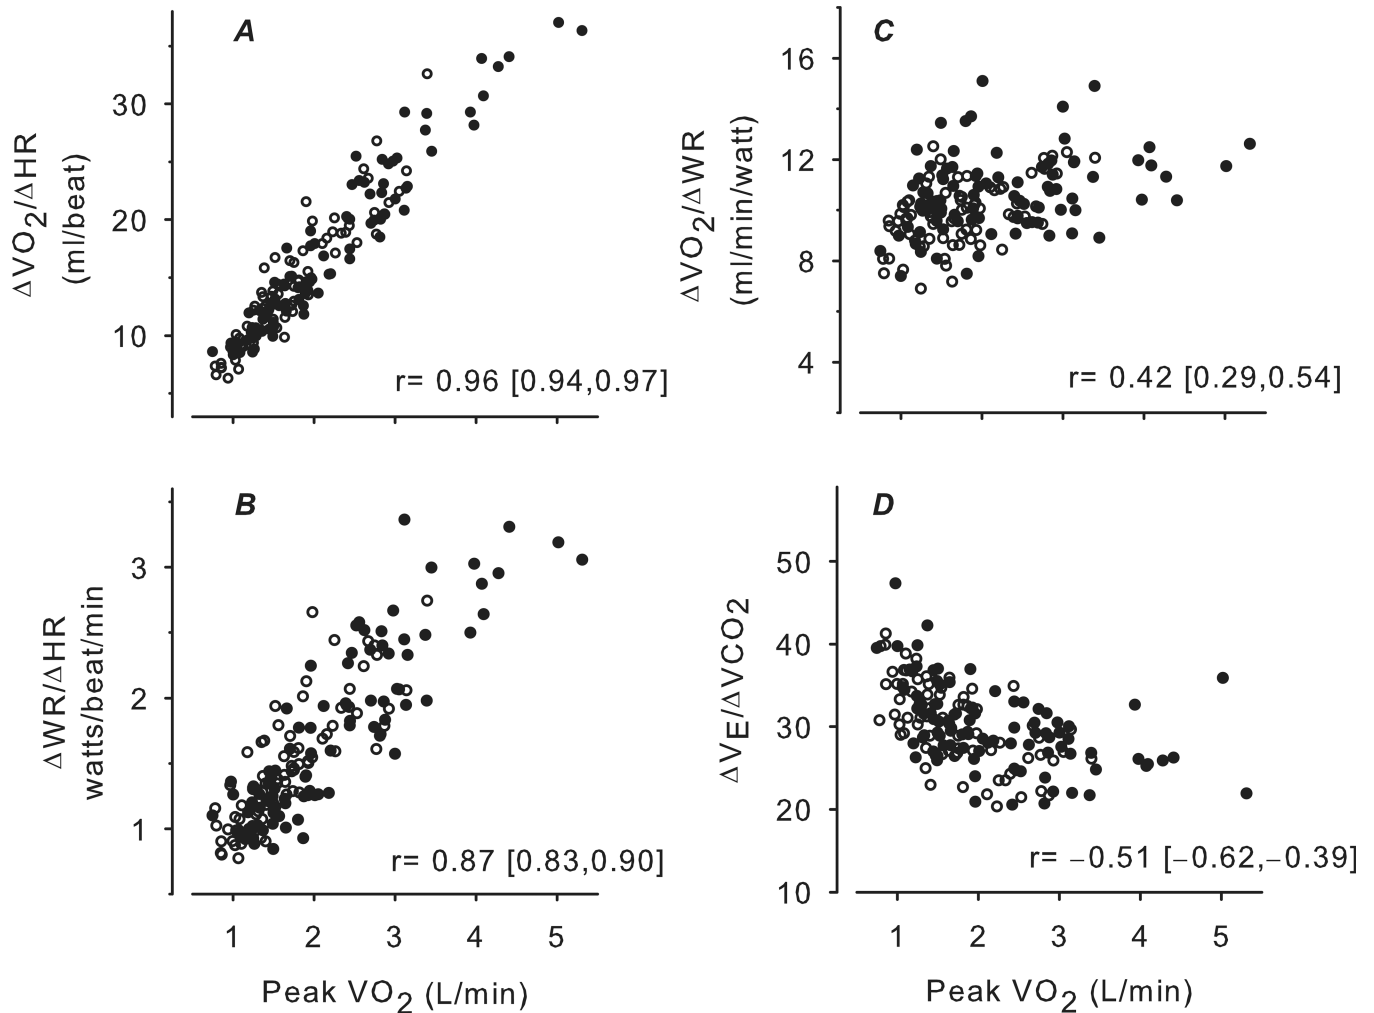 A
ΔVO2/ΔHR
(ml/beat)
30
20
10
r= 0.96 [0.94,0.97]
C
ΔVO2/ΔWR
(ml/min/watt)
16
12
8
4
r= 0.42 [0.29,0.54]
B
ΔWR/ΔHR
watts/beat/min
3
2
1
r= 0.87 [0.83,0.90]
1 2 3 4 5
Peak VO2 (L/min)
D
ΔVE/ΔVCO2
50
40
30
20
10
r= −0.51 [−0.62,−0.39]
1 2 3 4 5
Peak VO2 (L/min)